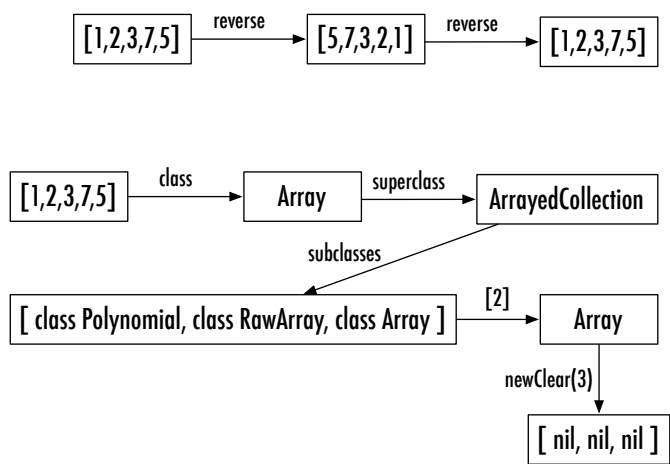 reverse
reverse
[1,2,3,7,5]
[5,7,3,2,1]
[1,2,3,7,5]
class
superclass
[1,2,3,7,5]
Array
ArrayedCollection
subclasses
[2]
[ class Polynomial, class RawArray, class Array ]
Array
newClear(3)
[ nil, nil, nil ]